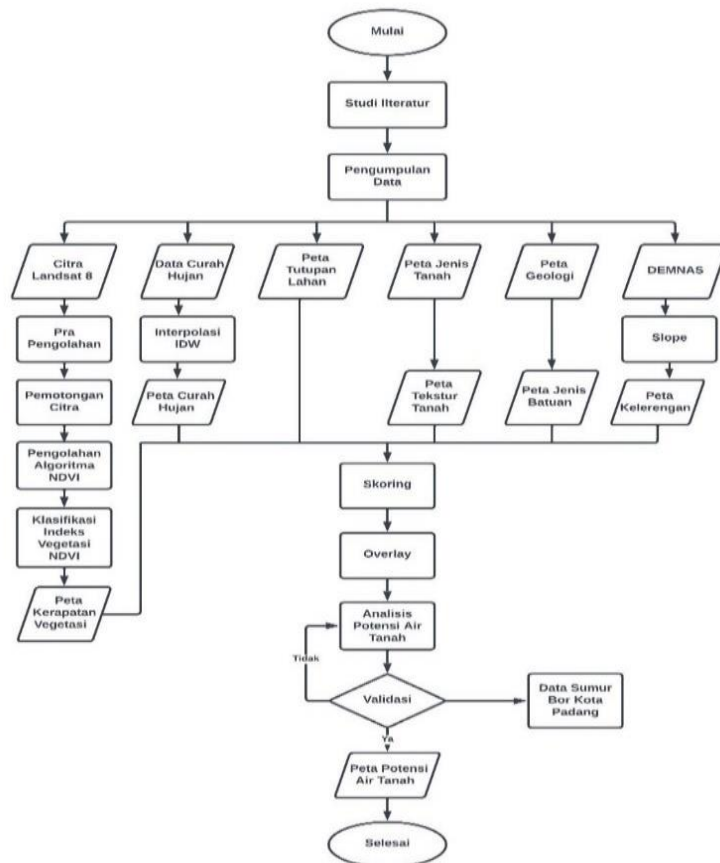 Mulai
Studi lIteratur
Pengumpulan
Data
Citra
Landsat 8
Data Curah
Hujan
Peta
Tutupan
Lahan
Peta Jenis
Tanah
Peta
Geologi
DEMNAS
Pra
Pengolahan
Interpolasi
IDW
Slope
Pemotongan
Citra
Peta Curah
Hujan
Peta
Tekstur
Tanah
Peta Jenis
Batuan
Peta
Kelerengan
Pengolahan
Algoritma
NDVI
Skoring
Klasifikasi
Indeks
Vegetasi
NDVI
Overlay
Peta
Kerapatan
Vegetasi
Analisis
Potensi Air
Tanah
Tidak
Validasi
Data Sumur
Bor Kota
Padang
Ya
Peta Potensi
Air Tanah
Selesai